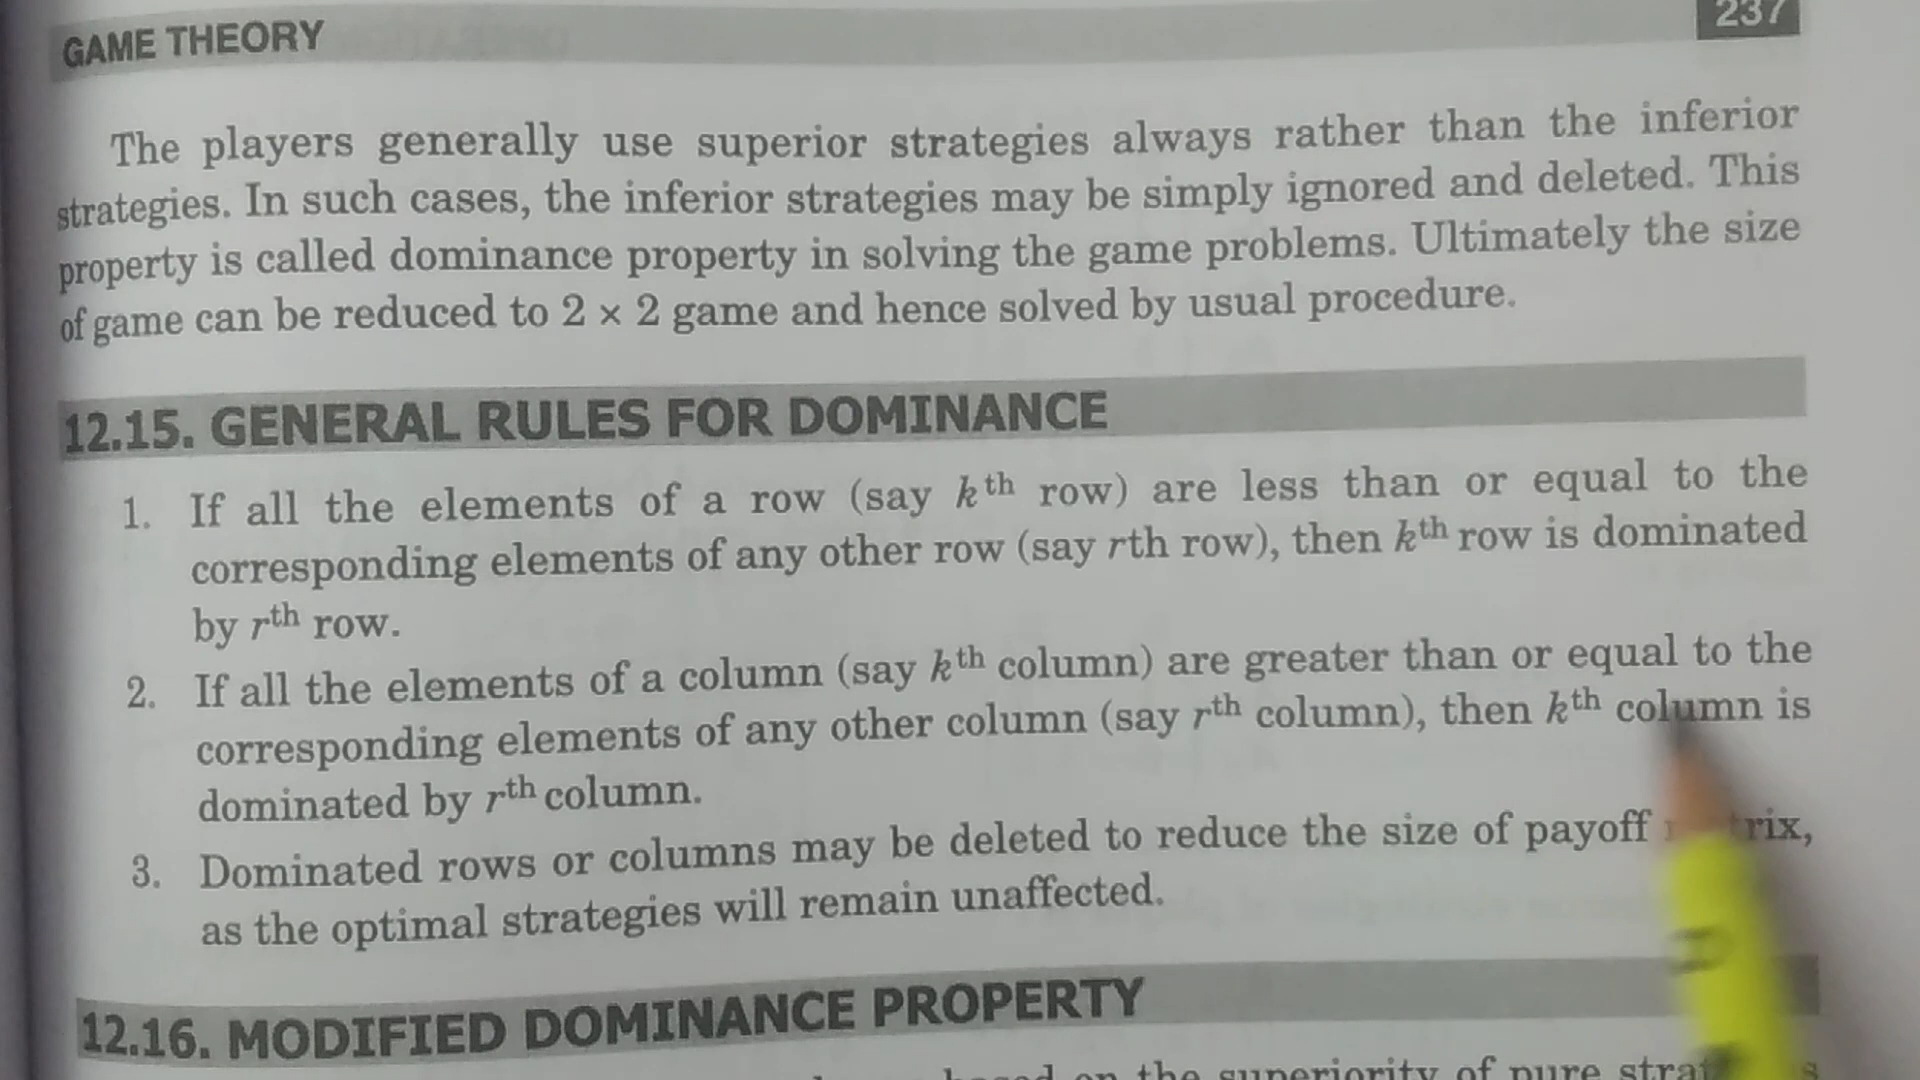 GAME THEORY
237
The players generally use superior strategies always rather than the inferior
strategies. In such cases, the inferior strategies may be simply ignored and deleted. This
property is called dominance property in solving the game problems. Ultimately the size
of game can be reduced to 2 × 2 game and hence solved by usual procedure.
12.15. GENERAL RULES FOR DOMINANCE
1. If all the elements of a row (say kth row) are less than or equal to the
corresponding elements of any other row (say rth row), then kth row is dominated
by rth row.
2. If all the elements of a column (say kth column) are greater than or equal to the
corresponding elements of any other column (say rth column), then kth column is
dominated by rth column.
3. Dominated rows or columns may be deleted to reduce the size of payoff
as the optimal strategies will remain unaffected.
12.16. MODIFIED DOMINANCE PROPERTY
on the superiority of pure